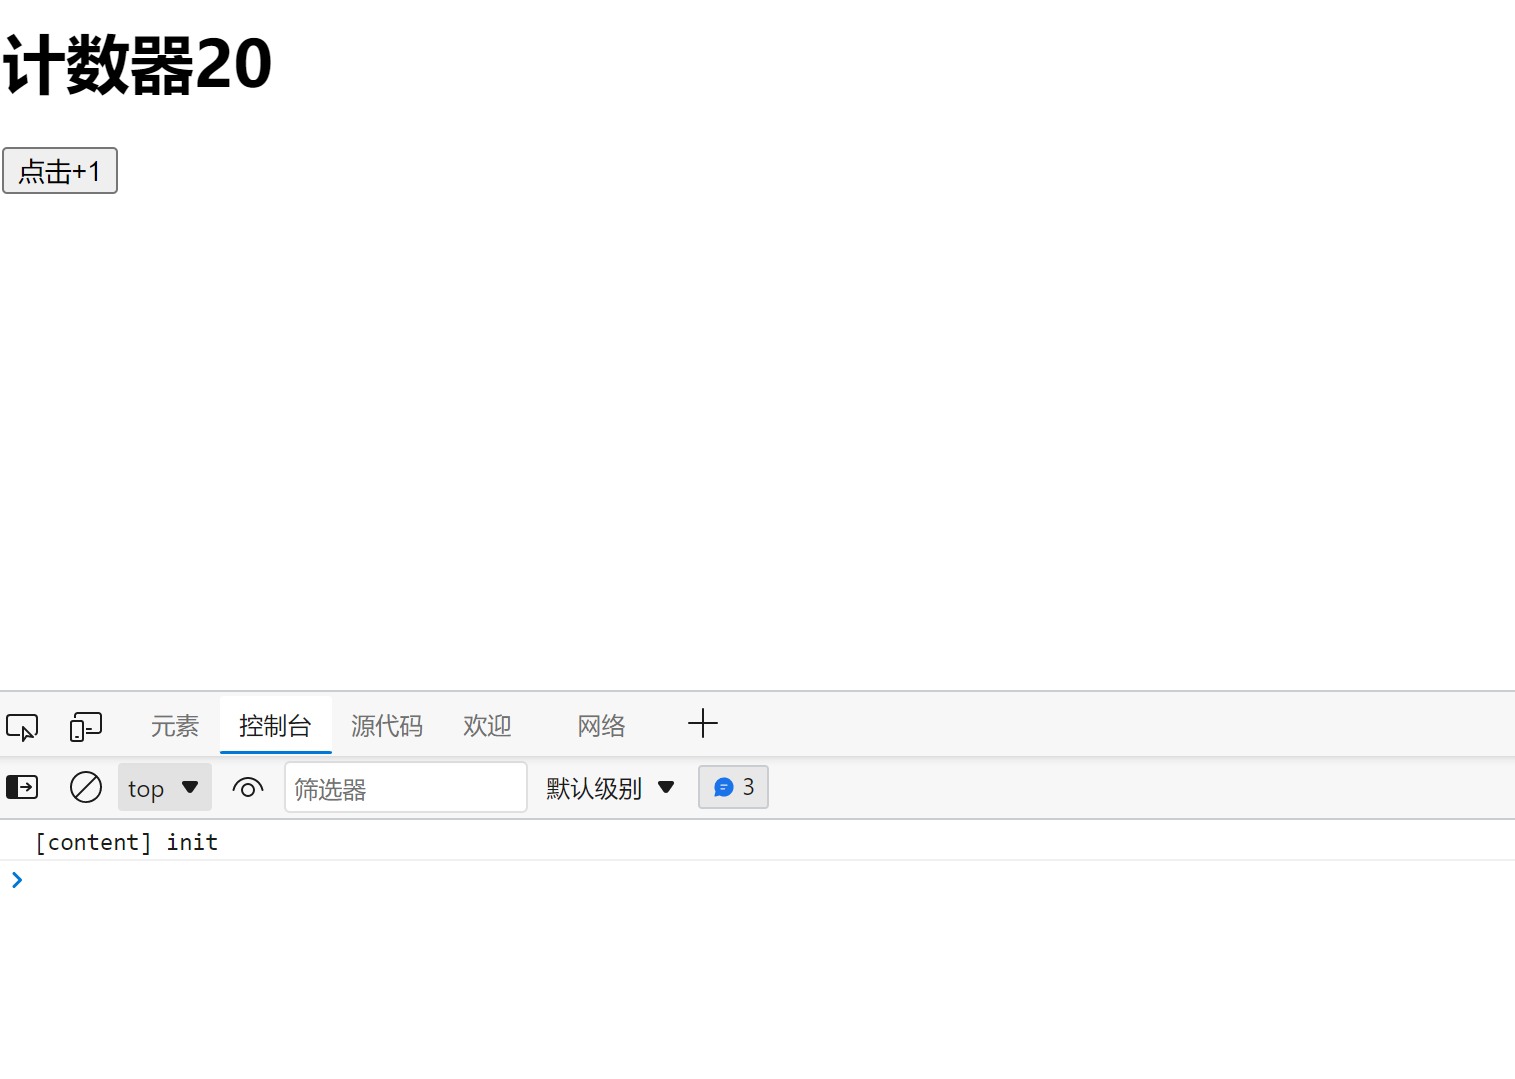 计数器20
点击+1
元素 控制台 源代码 欢迎 网络
top 筛选器 默认级别 3
[content] init